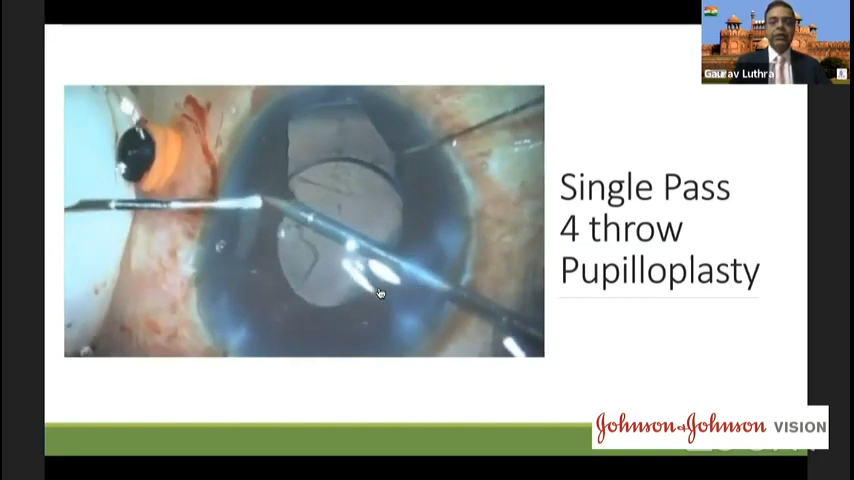 Gaurav Luthra
Single Pass
4 throw
Pupilloplasty
Johnson & Johnson VISION